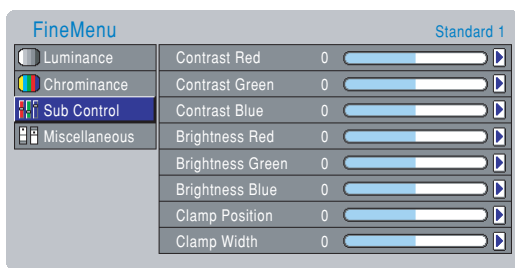 FineMenu
Standard 1
Luminance
Chrominance
Sub Control
Miscellaneous
Contrast Red 0
Contrast Green 0
Contrast Blue 0
Brightness Red 0
Brightness Green 0
Brightness Blue 0
Clamp Position 0
Clamp Width 0